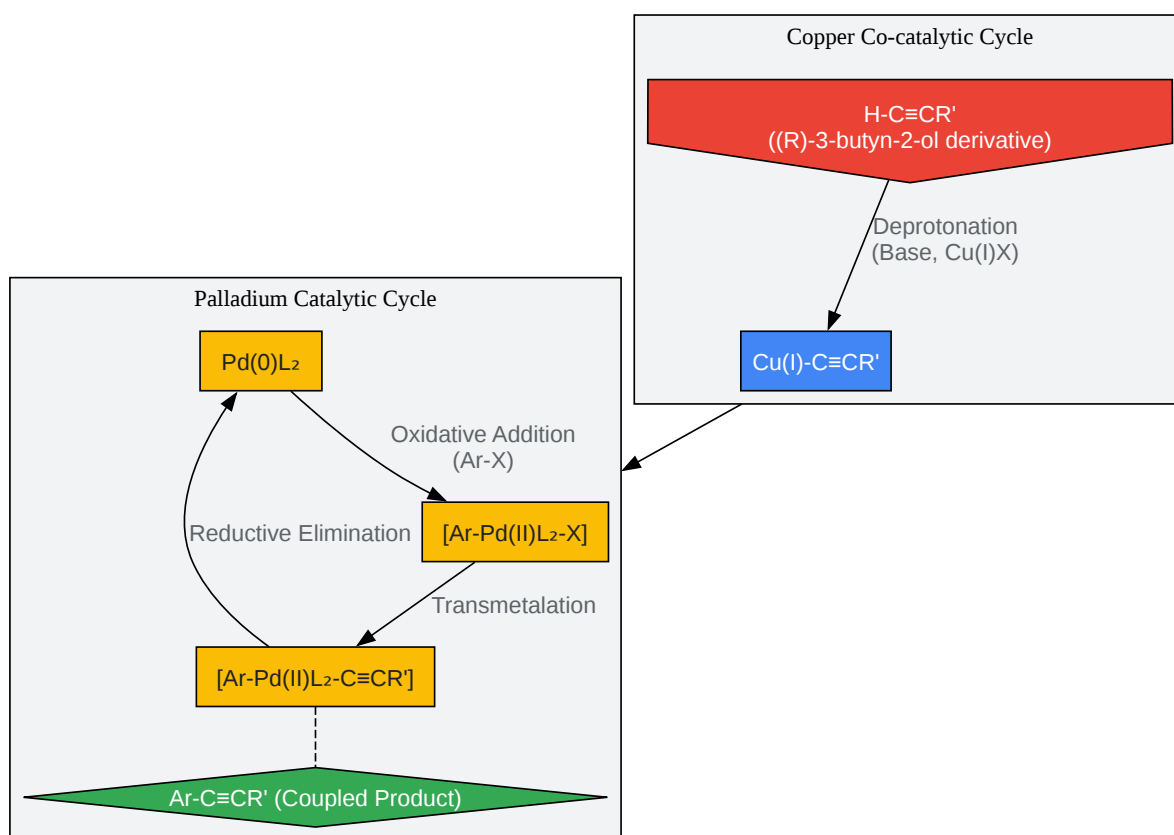 Copper Co-catalytic Cycle
H-C≡CR'
((R)-3-butyn-2-ol derivative)
Deprotonation
(Base, Cu(I)X)
Cu(I)-C≡CR'
Palladium Catalytic Cycle
Pd(0)L₂
Oxidative Addition
(Ar-X)
[Ar-Pd(II)L₂-X]
Reductive Elimination
Transmetalation
[Ar-Pd(II)L₂-C≡CR']
Ar-C≡CR' (Coupled Product)